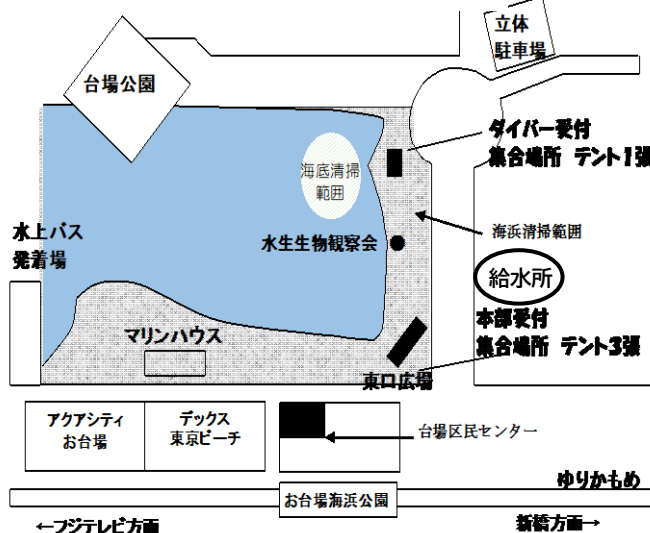 立体
駐車場
台場公園
ダイバー受付
集合場所 テント1張
海底清掃
範囲
海浜清掃範囲
水上バス
発着場
水生生物観察会
給水所
本部受付
集合場所 テント3張
マリンハウス
東口広場
アクアシティ
お台場
デックス
東京ビーチ
台場区民センター
ゆりかもめ
お台場海浜公園
←フジテレビ方面
新橋方面→